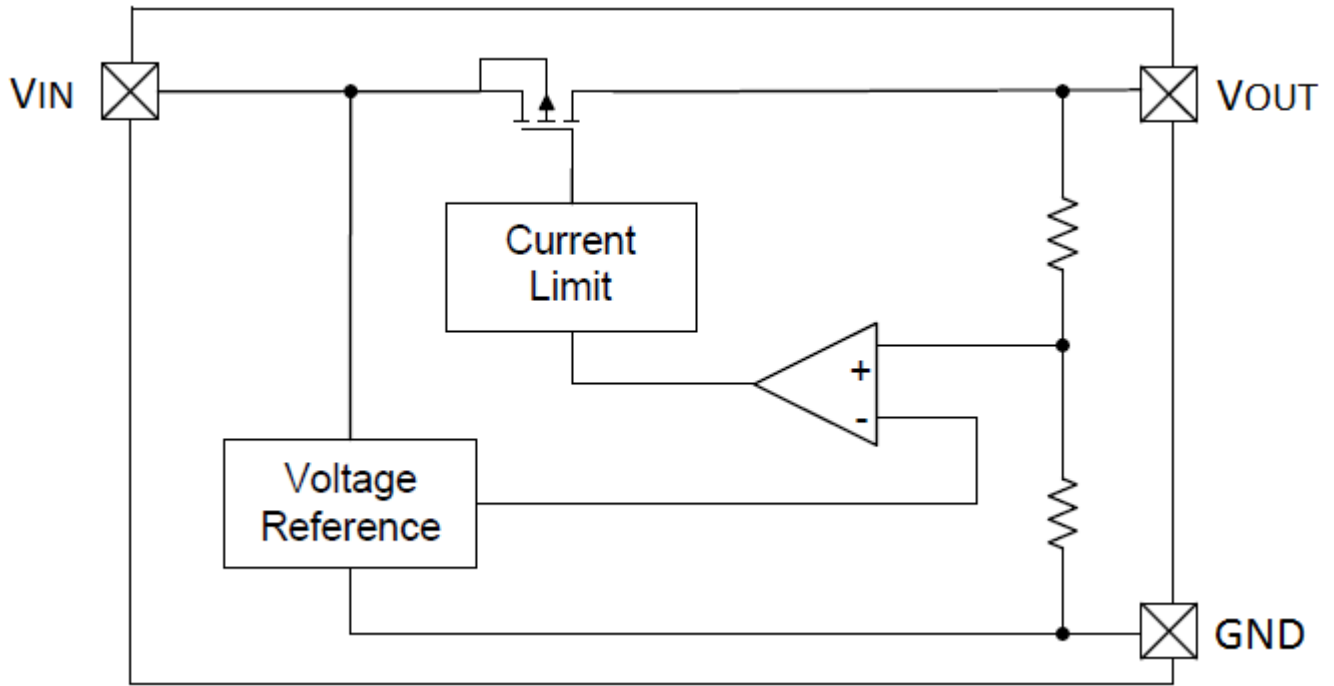 VIN
VOUT
Current
Limit
+
-
Voltage
Reference
GND